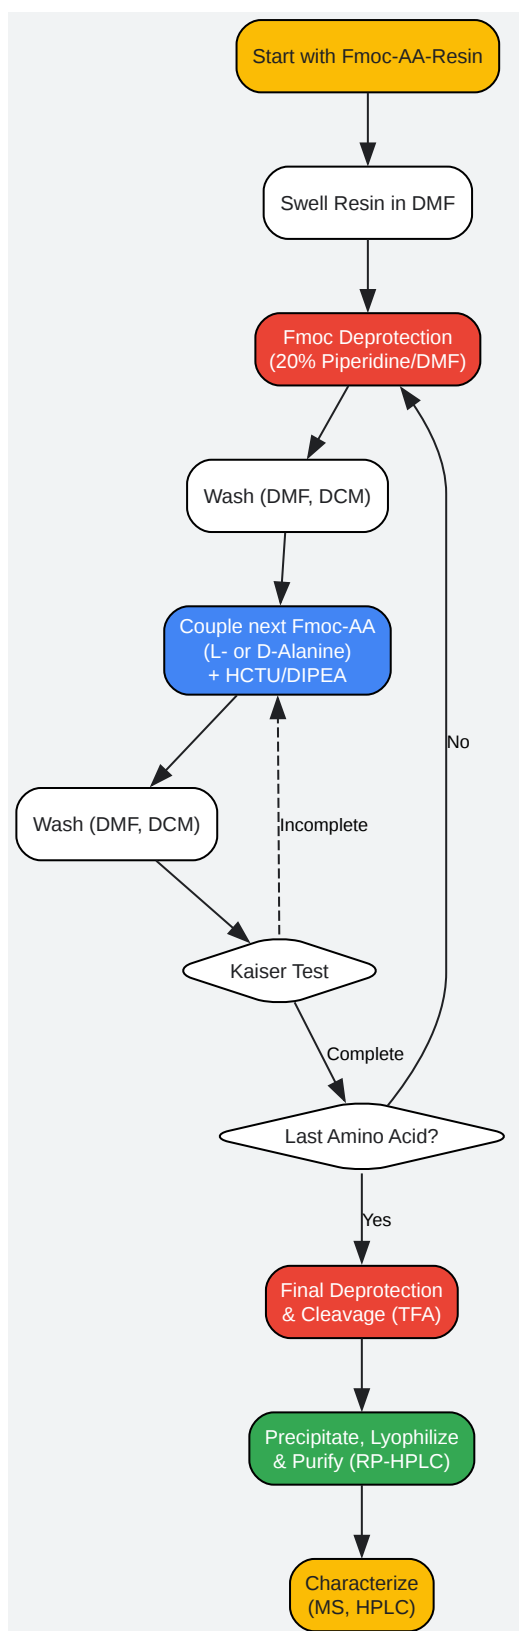 Start with Fmoc-AA-Resin
Swell Resin in DMF
Fmoc Deprotection
(20% Piperidine/DMF)
Wash (DMF, DCM)
Couple next Fmoc-AA
(L- or D-Alanine)
+ HCTU/DIPEA
No
Wash (DMF, DCM)
Incomplete
Kaiser Test
Complete
Last Amino Acid?
Yes
Final Deprotection
& Cleavage (TFA)
Precipitate, Lyophilize
& Purify (RP-HPLC)
Characterize
(MS, HPLC)